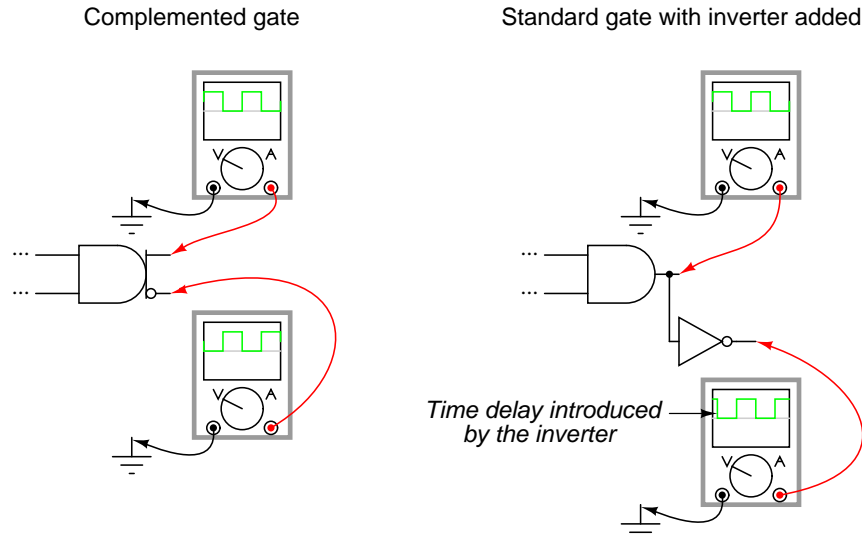 Complemented gate
Standard gate with inverter added
V A
V A
...
...
...
...
V A
Time delay introduced
by the inverter
V A